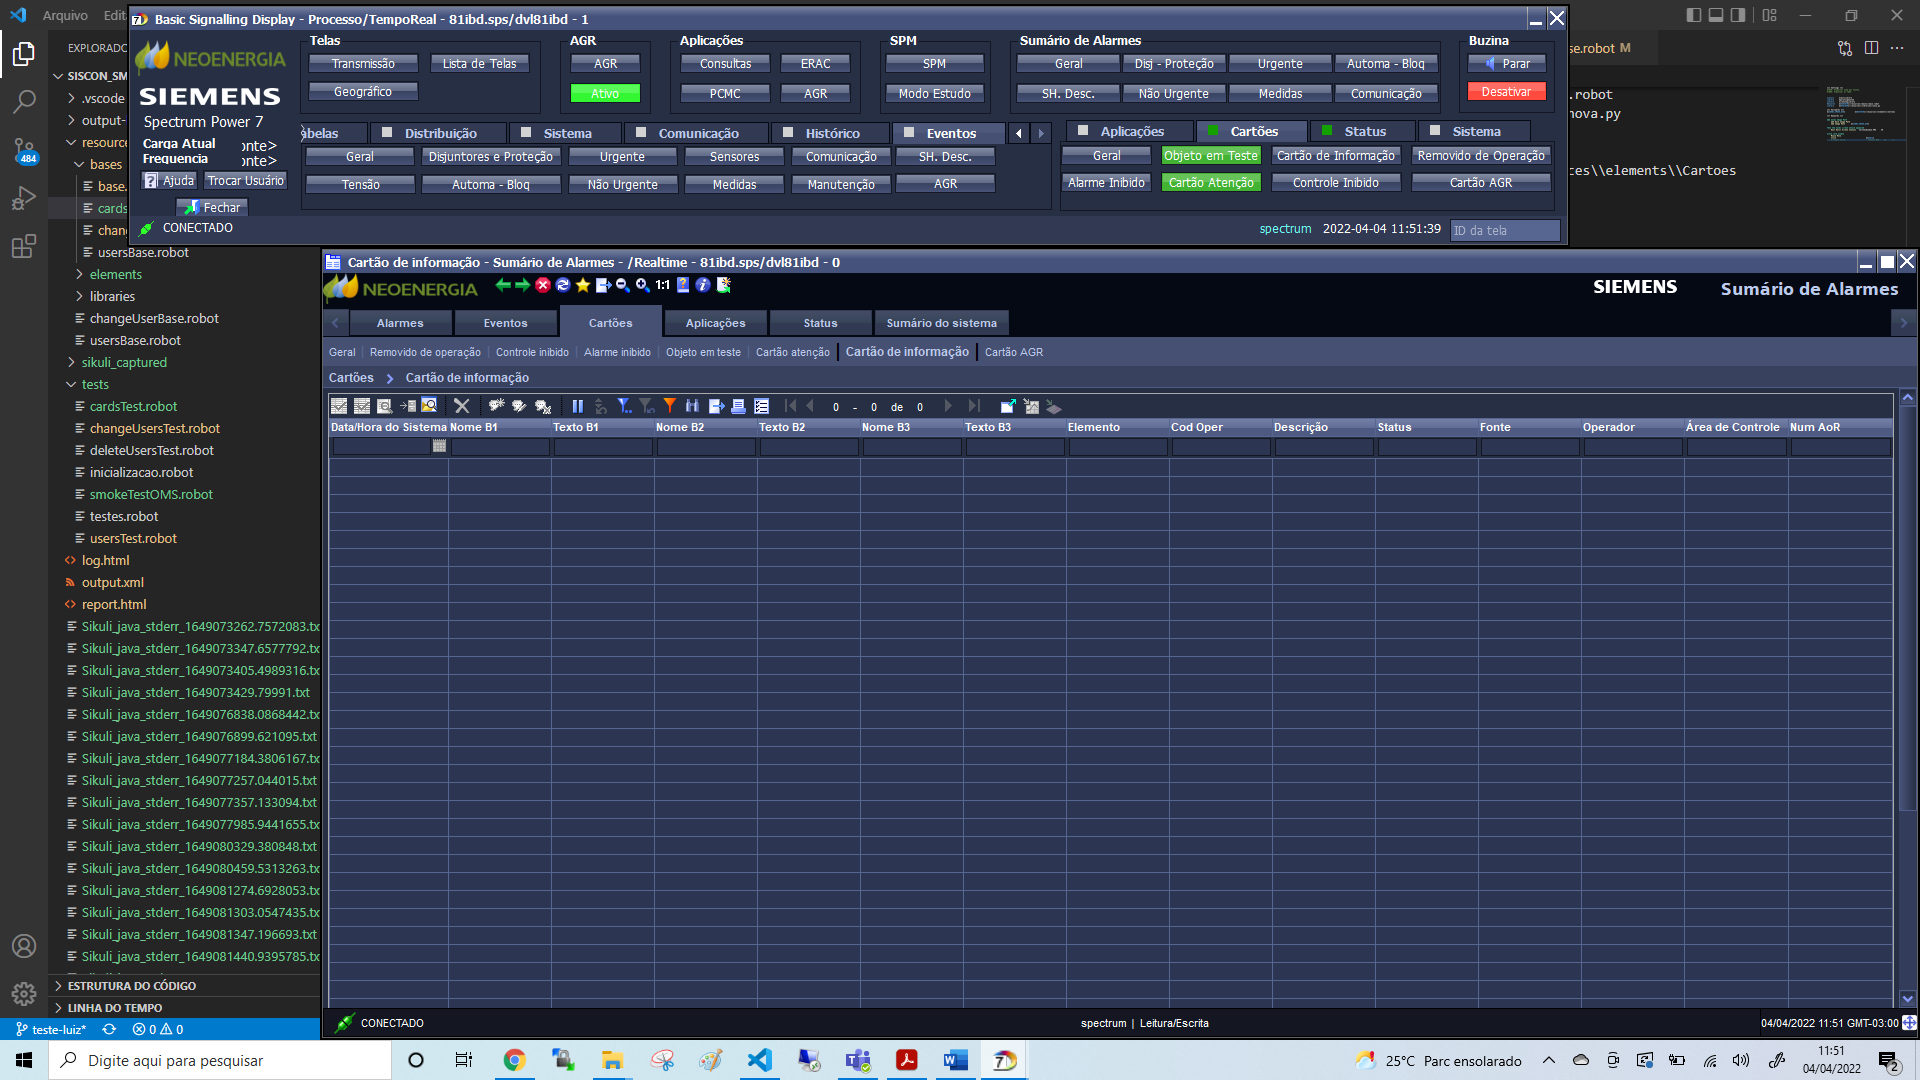 Arquivo
Basic Signalling Display - Processo/TempoReal - 81ibd.sps/dvl81ibd - 1
EXPLORADO
NEOENERGIA
SIEMENS
Spectrum Power 7
Carga Atual
Frequencia
onte>
onte>
Ajuda
Trocar Usuário
Fechar
CONECTADO
Telas
Transmissão
Lista de Telas
Geográfico
AGR
AGR
Ativo
Aplicações
Consultas
ERAC
PCMC
AGR
SPM
SPM
Modo Estudo
Sumário de Alarmes
Geral
Disj - Proteção
Urgente
Automa - Bloq
SH. Desc.
Não Urgente
Medidas
Comunicação
Buzina
Parar
Desativar
abelas
Distribuição
Sistema
Comunicação
Histórico
Eventos
Geral
Disjuntores e Proteção
Urgente
Sensores
Comunicação
SH. Desc.
Tensão
Automa - Bloq
Não Urgente
Medidas
Manutenção
AGR
Aplicações
Cartões
Status
Sistema
Geral
Objeto em Teste
Cartão de Informação
Removido de Operação
Alarme Inibido
Cartão Atenção
Controle Inibido
Cartão AGR
spectrum
2022-04-04 11:51:39
ID da tela
se.robot M
.robot
nova.py
ces\\elements\\Cartoes
SISCON_SM
.vscode
output-
resource
bases
base.
cards
chang
usersBase.robot
elements
libraries
changeUserBase.robot
usersBase.robot
sikuli_captured
tests
cardsTest.robot
changeUsersTest.robot
deleteUsersTest.robot
inicializacao.robot
smokeTestOMS.robot
testes.robot
usersTest.robot
log.html
output.xml
report.html
Sikuli_java_stderr_1649073262.7572083.tx
Sikuli_java_stderr_1649073347.6577792.tx
Sikuli_java_stderr_1649073405.4989316.tx
Sikuli_java_stderr_1649073429.79991.txt
Sikuli_java_stderr_1649076838.0868442.tx
Sikuli_java_stderr_1649076899.621095.txt
Sikuli_java_stderr_1649077184.3806167.tx
Sikuli_java_stderr_1649077257.044015.txt
Sikuli_java_stderr_1649077357.133094.txt
Sikuli_java_stderr_1649077985.9441655.tx
Sikuli_java_stderr_1649080329.380848.txt
Sikuli_java_stderr_1649080459.5313263.tx
Sikuli_java_stderr_1649081274.6928053.tx
Sikuli_java_stderr_1649081303.0547435.tx
Sikuli_java_stderr_1649081347.196693.txt
Sikuli_java_stderr_1649081440.9395785.tx
ESTRUTURA DO CÓDIGO
LINHA DO TEMPO
484
teste-luiz*
0
0
Cartão de informação - Sumário de Alarmes - /Realtime - 81ibd.sps/dvl81ibd - 0
NEOENERGIA
1:1
SIEMENS
Sumário de Alarmes
Alarmes
Eventos
Cartões
Aplicações
Status
Sumário do sistema
Geral
Removido de operação
Controle inibido
Alarme inibido
Objeto em teste
Cartão atenção
Cartão de informação
Cartão AGR
Cartões
Cartão de informação
0 - 0 de 0
Data/Hora do Sistema
Nome B1
Texto B1
Nome B2
Texto B2
Nome B3
Texto B3
Elemento
Cod Oper
Descrição
Status
Fonte
Operador
Área de Controle
Num AoR
CONECTADO
spectrum | Leitura/Escrita
04/04/2022 11:51 GMT-03:00
Digite aqui para pesquisar
25°C Parc ensolarado
11:51
04/04/2022
2